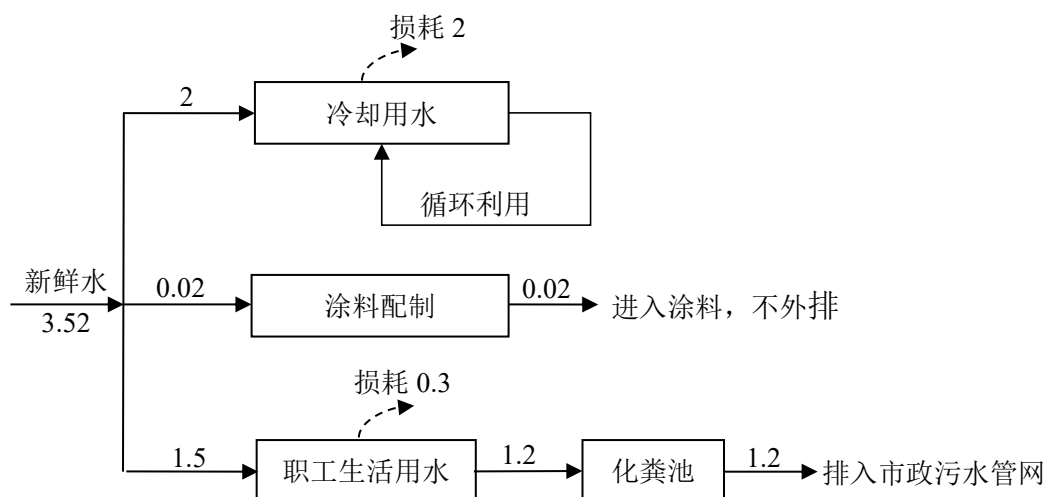 损耗 2
2
冷却用水
循环利用
新鲜水
3.52
0.02
涂料配制
0.02
进入涂料，不外排
损耗 0.3
1.5
职工生活用水
1.2
化粪池
1.2
排入市政污水管网